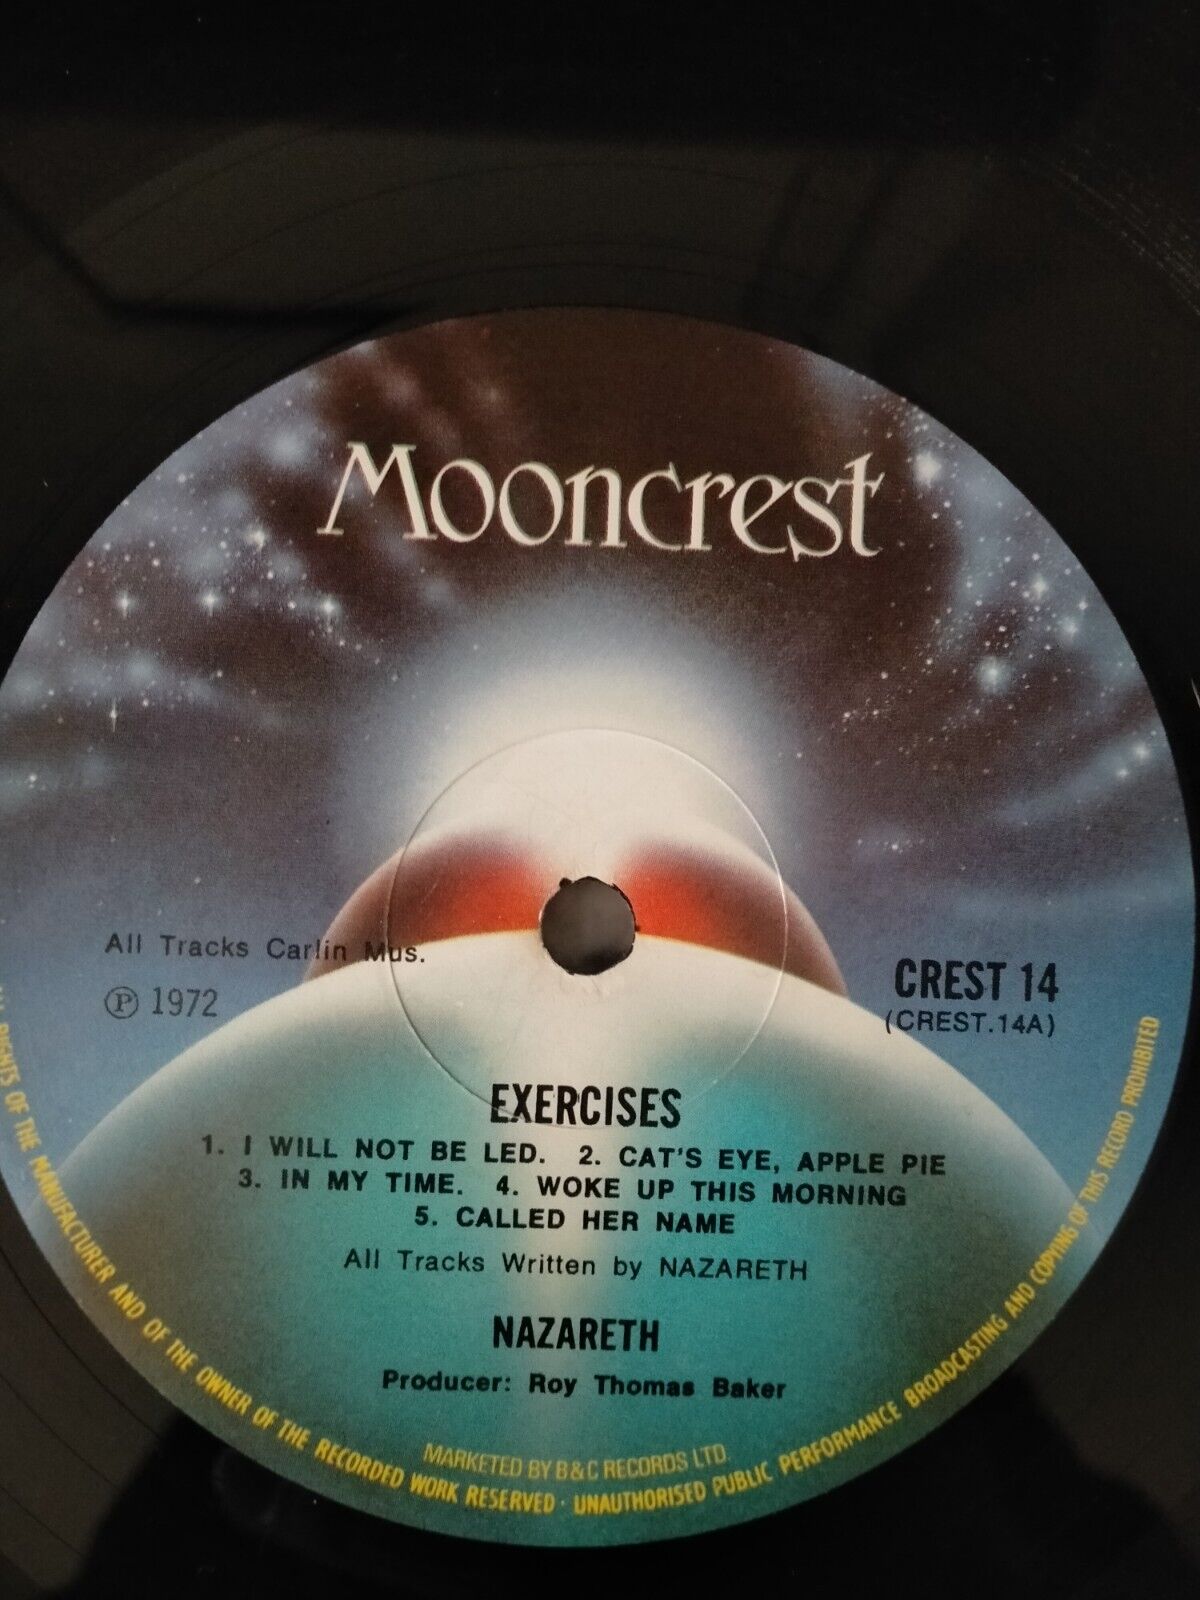 Mooncrest
All Tracks Carlin Mus.
Ⓟ 1972
CREST 14
(CREST.14A)
EXERCISES
1. I WILL NOT BE LED. 2. CAT'S EYE, APPLE PIE
3. IN MY TIME. 4. WOKE UP THIS MORNING
5. CALLED HER NAME
All Tracks Written by NAZARETH
NAZARETH
Producer: Roy Thomas Baker
MARKETED BY B&C RECORDS LTD.
RIGHTS OF THE MANUFACTURER AND OF THE OWNER OF THE RECORDED WORK RESERVED · UNAUTHORISED PUBLIC PERFORMANCE BROADCASTING AND COPYING OF THIS RECORD PROHIBITED